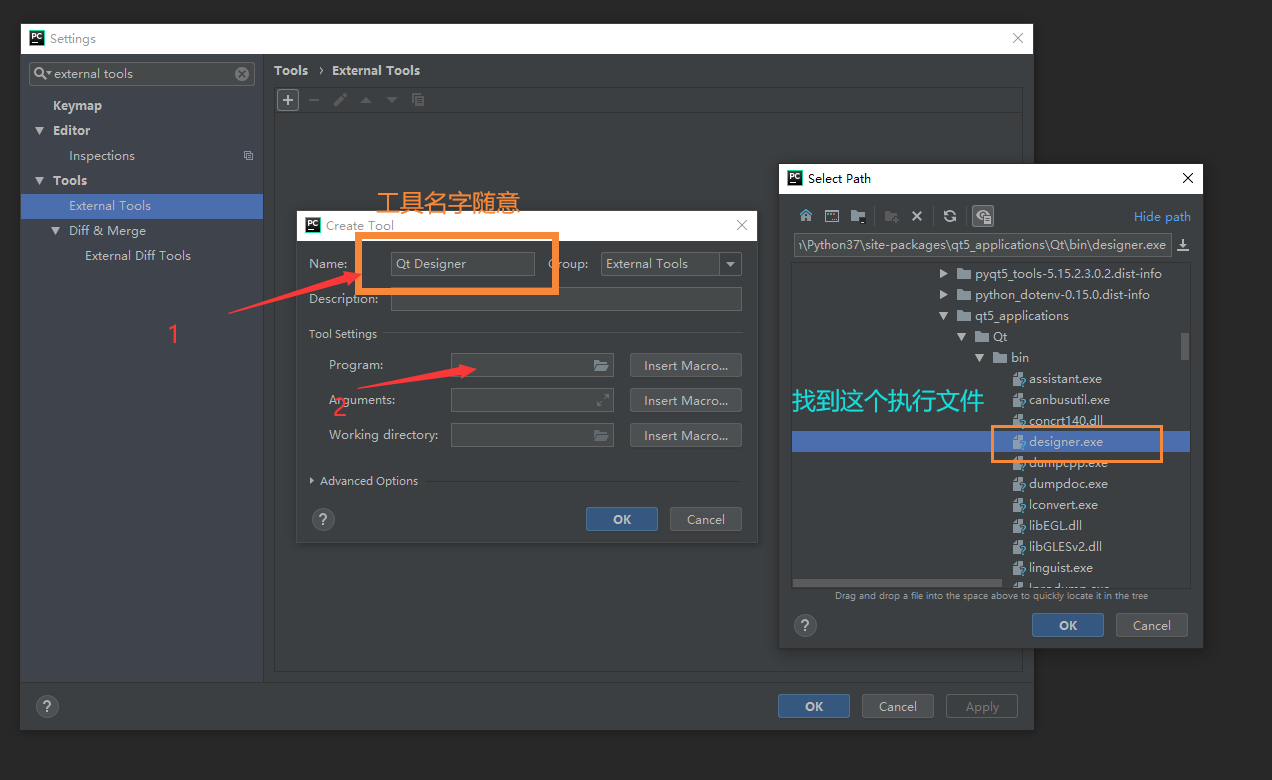 Settings
external tools
Keymap
Editor
Inspections
Tools
External Tools
Diff & Merge
External Diff Tools
Tools › External Tools
工具名字随意
Create Tool
Name: Qt Designer Group: External Tools
Description:
1
Tool Settings
Program: Insert Macro...
2
Arguments: Insert Macro...
Working directory: Insert Macro...
Advanced Options
? OK Cancel
Select Path
Hide path
\Python37\site-packages\qt5_applications\Qt\bin\designer.exe
pyqt5_tools-5.15.2.3.0.2.dist-info
python_dotenv-0.15.0.dist-info
qt5_applications
Qt
bin
assistant.exe
找到这个执行文件
canbusutil.exe
concrt140.dll
designer.exe
dumpcpp.exe
dumpdoc.exe
lconvert.exe
libEGL.dll
libGLESv2.dll
linguist.exe
Drag and drop a file into the space above to quickly locate it in the tree
? OK Cancel
? OK Cancel Apply